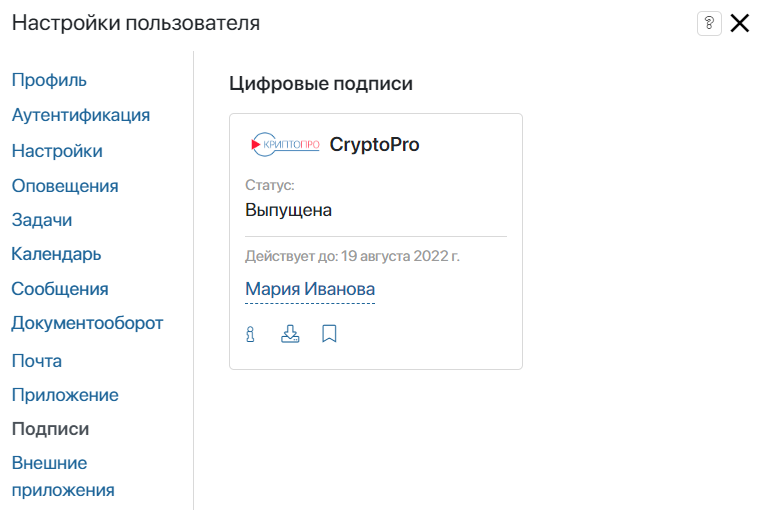 Настройки пользователя
?
Профиль
Аутентификация
Настройки
Оповещения
Задачи
Календарь
Сообщения
Документооборот
Почта
Приложение
Подписи
Внешние
приложения
Цифровые подписи
КРИПТОПРО CryptoPro
Статус:
Выпущена
Действует до: 19 августа 2022 г.
Мария Иванова